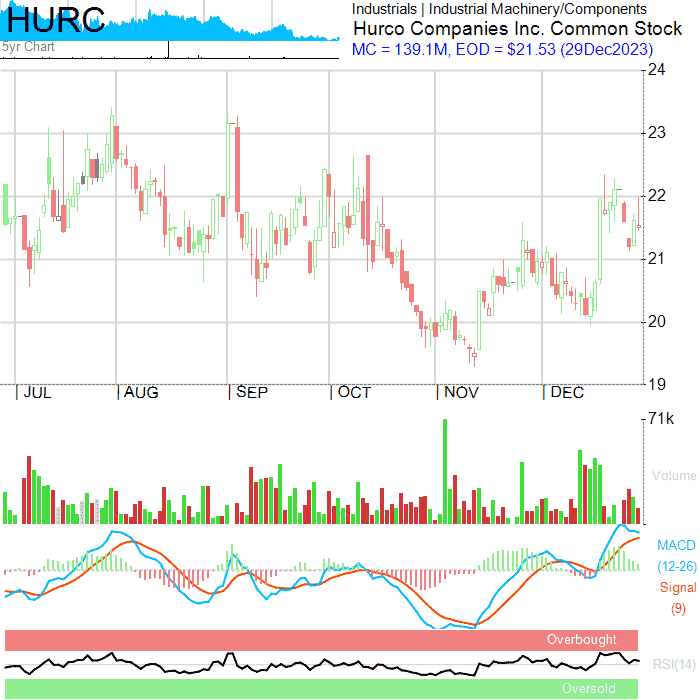 HURC
5yr Chart
Industrials | Industrial Machinery/Components
Hurco Companies Inc. Common Stock
MC = 139.1M, EOD = $21.53 (29Dec2023)
24
23
22
21
20
19
JUL AUG SEP OCT NOV DEC
71k
Volume
MACD
(12-26)
Signal
(9)
Overbought
RSI(14)
Oversold